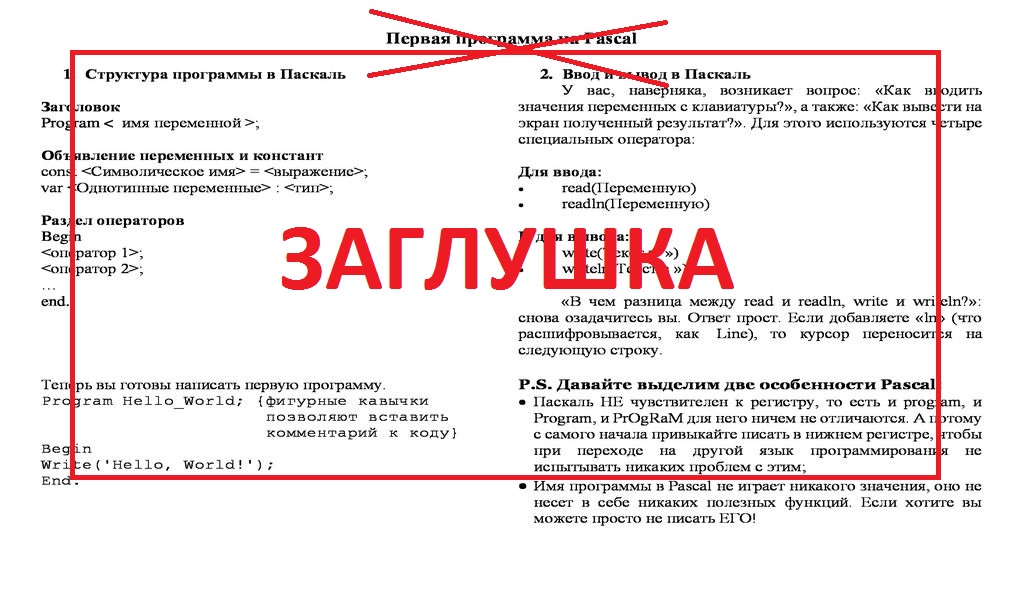 Первая программа на Pascal
1. Структура программы в Паскаль
Заголовок
Program < имя переменной >;
Объявление переменных и констант
const <Символическое имя> = <выражение>;
var <Однотипные переменные> : <тип>;
Раздел операторов
Begin
<оператор 1>;
<оператор 2>;
…
end.
Теперь вы готовы написать первую программу.
Program Hello_World; {фигурные кавычки
позволяют вставить
комментарий к коду}
Begin
Write('Hello, World!');
End.
2. Ввод и вывод в Паскаль
У вас, наверняка, возникает вопрос: «Как вводить
значения переменных с клавиатуры?», а также: «Как вывести на
экран полученный результат?». Для этого используются четыре
специальных оператора:
Для ввода:
• read(Переменную)
• readln(Переменную)
для вывода:
write( »)
• writeln( »)
ЗАГЛУШКА
«В чем разница между read и readln, write и writeln?»:
снова озадачитесь вы. Ответ прост. Если добавляете «ln» (что
расшифровывается, как Line), то курсор переносится на
следующую строку.
P.S. Давайте выделим две особенности Pascal:
• Паскаль НЕ чувствителен к регистру, то есть и program, и
Program, и PrOgRaM для него ничем не отличаются. А потому
с самого начала привыкайте писать в нижнем регистре, чтобы
при переходе на другой язык программирования не
испытывать никаких проблем с этим;
• Имя программы в Pascal не играет никакого значения, оно не
несет в себе никаких полезных функций. Если хотите вы
можете просто не писать ЕГО!